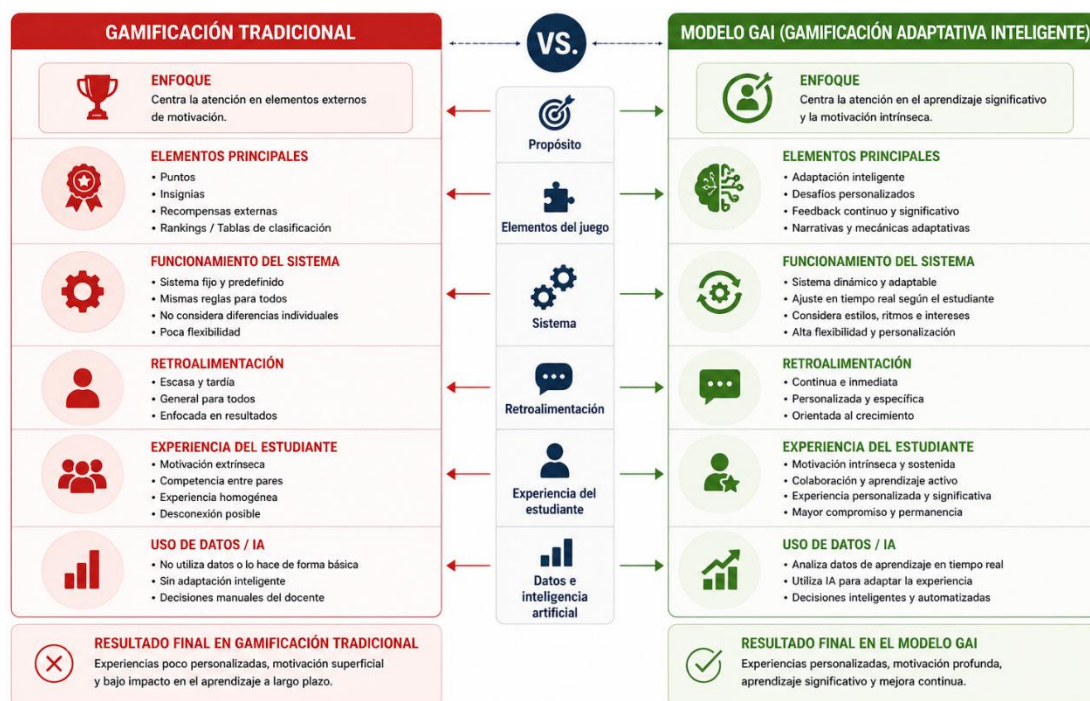 GAMIFICACIÓN TRADICIONAL
VS.
MODELO GAI (GAMIFICACIÓN ADAPTATIVA INTELIGENTE)
ENFOQUE
Centra la atención en elementos externos
de motivación.
Propósito
ENFOQUE
Centra la atención en el aprendizaje significativo
y la motivación intrínseca.
ELEMENTOS PRINCIPALES
• Puntos
• Insignias
• Recompensas externas
• Rankings / Tablas de clasificación
Elementos del juego
ELEMENTOS PRINCIPALES
• Adaptación inteligente
• Desafíos personalizados
• Feedback continuo y significativo
• Narrativas y mecánicas adaptativas
FUNCIONAMIENTO DEL SISTEMA
• Sistema fijo y predefinido
• Mismas reglas para todos
• No considera diferencias individuales
• Poca flexibilidad
Sistema
FUNCIONAMIENTO DEL SISTEMA
• Sistema dinámico y adaptable
• Ajuste en tiempo real según el estudiante
• Considera estilos, ritmos e intereses
• Alta flexibilidad y personalización
RETROALIMENTACIÓN
• Escasa y tardía
• General para todos
• Enfocada en resultados
Retroalimentación
RETROALIMENTACIÓN
• Continua e inmediata
• Personalizada y específica
• Orientada al crecimiento
EXPERIENCIA DEL ESTUDIANTE
• Motivación extrínseca
• Competencia entre pares
• Experiencia homogénea
• Desconexión posible
Experiencia del
estudiante
EXPERIENCIA DEL ESTUDIANTE
• Motivación intrínseca y sostenida
• Colaboración y aprendizaje activo
• Experiencia personalizada y significativa
• Mayor compromiso y permanencia
USO DE DATOS / IA
• No utiliza datos o lo hace de forma básica
• Sin adaptación inteligente
• Decisiones manuales del docente
Datos e
inteligencia
artificial
USO DE DATOS / IA
• Analiza datos de aprendizaje en tiempo real
• Utiliza IA para adaptar la experiencia
• Decisiones inteligentes y automatizadas
RESULTADO FINAL EN GAMIFICACIÓN TRADICIONAL
Experiencias poco personalizadas, motivación superficial
y bajo impacto en el aprendizaje a largo plazo.
RESULTADO FINAL EN EL MODELO GAI
Experiencias personalizadas, motivación profunda,
aprendizaje significativo y mejora continua.